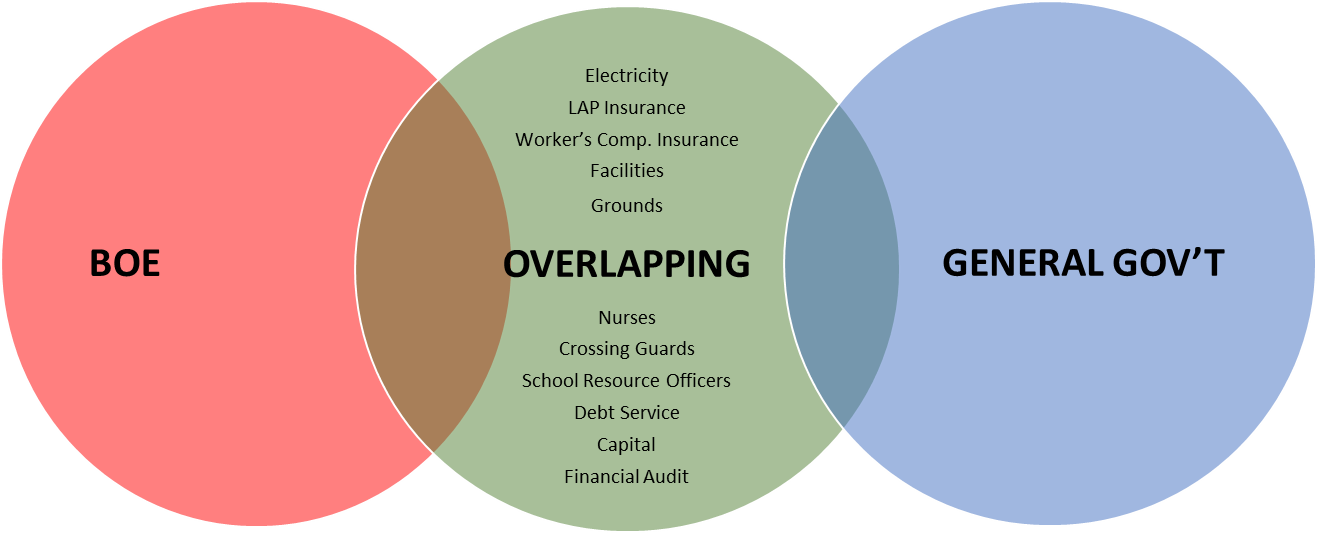 Electricity
LAP Insurance
Worker’s Comp. Insurance
Facilities
Grounds
BOE
OVERLAPPING
GENERAL GOV’T
Nurses
Crossing Guards
School Resource Officers
Debt Service
Capital
Financial Audit